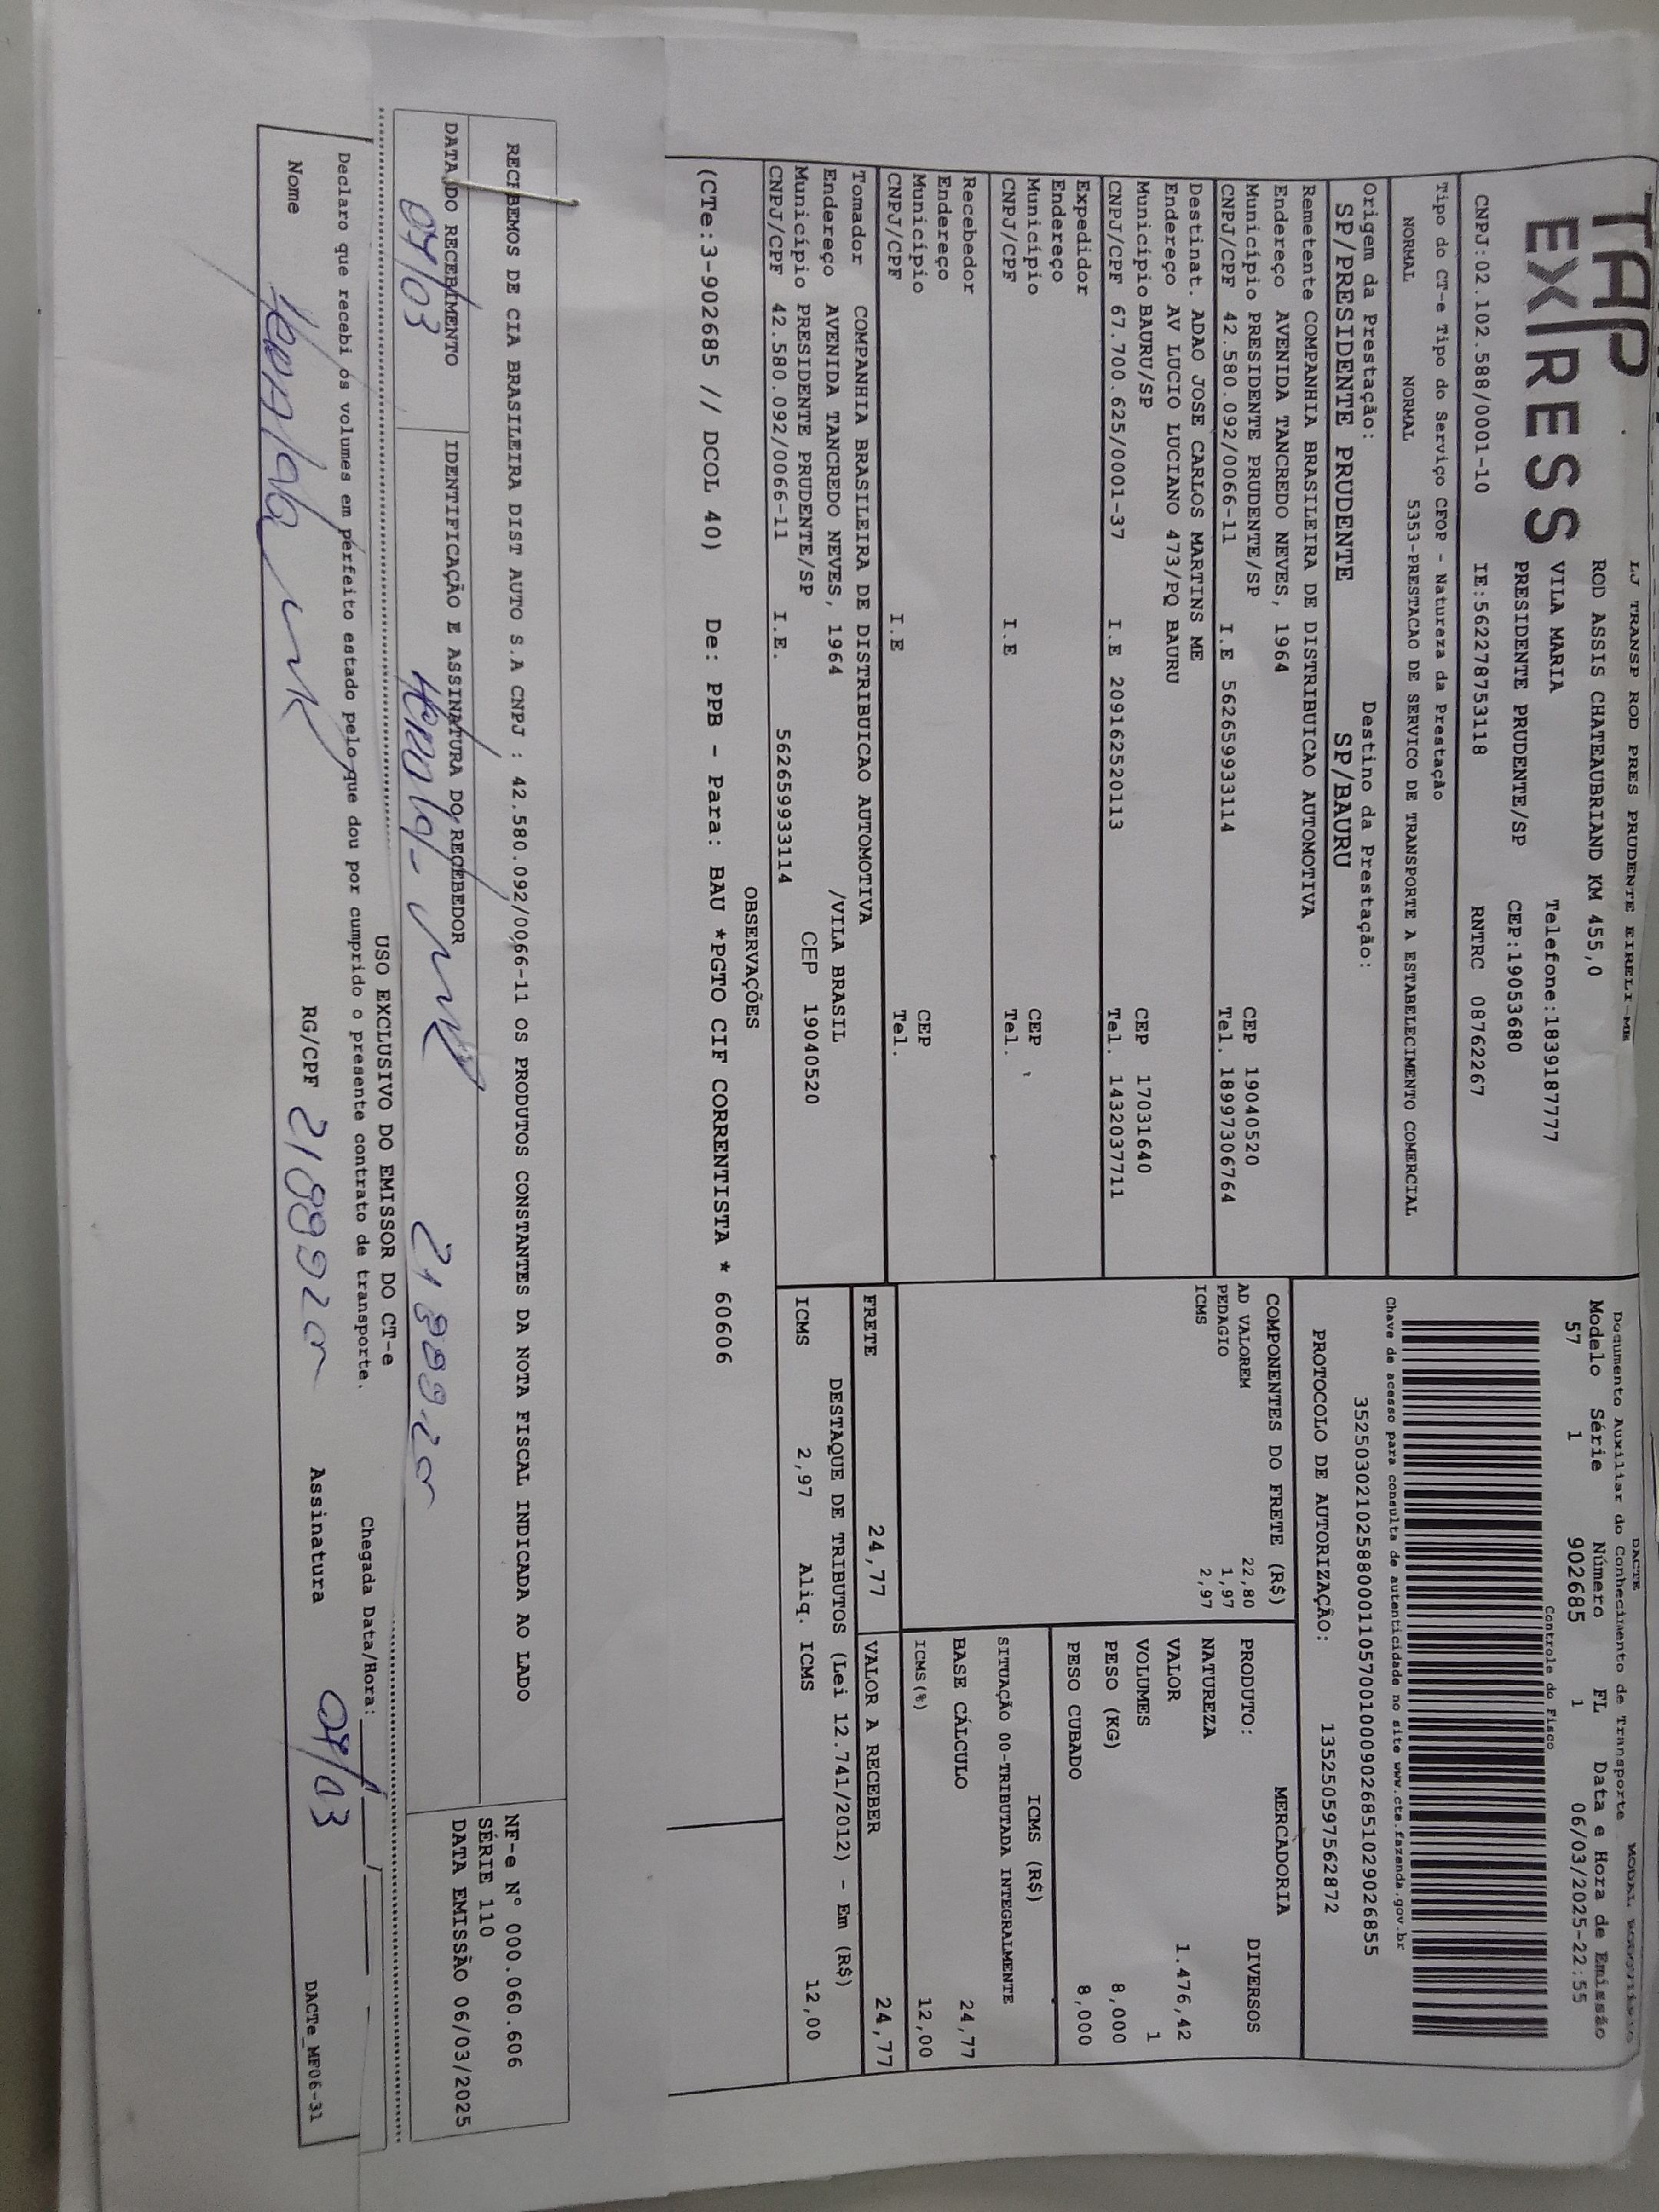 TAP
EXPRESS
LJ TRANSP ROD PRES PRUDENTE EIRELI-ME
ROD ASSIS CHATEAUBRIAND KM 455,0
VILA MARIA Telefone:1839187777
PRESIDENTE PRUDENTE/SP CEP:19053680
CNPJ:02.102.588/0001-10 IE:562278753118 RNTRC 08762267
Tipo do CT-e Tipo do Serviço CFOP - Natureza da Prestação
NORMAL NORMAL 5353-PRESTACAO DE SERVICO DE TRANSPORTE A ESTABELECIMENTO COMERCIAL
Origem da Prestação: Destino da Prestação:
SP/PRESIDENTE PRUDENTE SP/BAURU
Remetente COMPANHIA BRASILEIRA DE DISTRIBUICAO AUTOMOTIVA
Endereço AVENIDA TANCREDO NEVES, 1964
Município PRESIDENTE PRUDENTE/SP CEP 19040520
CNPJ/CPF 42.580.092/0066-11 I.E 562659933114 Tel. 18997306764
Destinat. ADAO JOSE CARLOS MARTINS ME
Endereço AV LUCIO LUCIANO 473/PQ BAURU
Município BAURU/SP CEP 17031640
CNPJ/CPF 67.700.625/0001-37 I.E 209162520113 Tel. 1432037711
Expedidor
Endereço
Município CEP
CNPJ/CPF I.E Tel.
Recebedor
Endereço
Município CEP
CNPJ/CPF I.E Tel.
Tomador COMPANHIA BRASILEIRA DE DISTRIBUICAO AUTOMOTIVA
Endereço AVENIDA TANCREDO NEVES, 1964 /VILA BRASIL
Município PRESIDENTE PRUDENTE/SP CEP 19040520
CNPJ/CPF 42.580.092/0066-11 I.E. 562659933114
DACTE MODAL RODOVIÁRIO
Documento Auxiliar do Conhecimento de Transporte
Modelo Série Número FL Data e Hora de Emissão
57 1 902685 1 06/03/2025-22:55
Controle do Fisco
Chave de acesso para consulta de autenticidade no site www.cte.fazenda.gov.br
35250302102588000110570010009026851029026855
PROTOCOLO DE AUTORIZAÇÃO: 135250597562872
COMPONENTES DO FRETE (R$)
AD VALOREM 22,80
PEDAGIO 1,97
ICMS 2,97
MERCADORIA
PRODUTO: DIVERSOS
NATUREZA
VALOR 1.476,42
VOLUMES 1
PESO (KG) 8,000
PESO CUBADO 8,000
ICMS (R$)
SITUAÇÃO 00-TRIBUTADA INTEGRALMENTE
BASE CÁLCULO 24,77
ICMS(%) 12,00
FRETE 24,77 VALOR A RECEBER 24,77
DESTAQUE DE TRIBUTOS (Lei 12.741/2012) - Em (R$)
ICMS 2,97 Aliq. ICMS 12,00
OBSERVAÇÕES
(CTe:3-902685 // DCOL 40) De: PPB - Para: BAU *PGTO CIF CORRENTISTA * 60606
RECEBEMOS DE CIA BRASILEIRA DIST AUTO S.A CNPJ : 42.580.092/0066-11 OS PRODUTOS CONSTANTES DA NOTA FISCAL INDICADA AO LADO
DATA DO RECEBIMENTO IDENTIFICAÇÃO E ASSINATURA DO RECEBEDOR
07/03
NF-e Nº 000.060.606
SÉRIE 110
DATA EMISSÃO 06/03/2025
USO EXCLUSIVO DO EMISSOR DO CT-e
Declaro que recebi os volumes em perfeito estado pelo que dou por cumprido o presente contrato de transporte. Chegada Data/Hora:
Nome RG/CPF Assinatura 07/03
DACTe_MF06-31